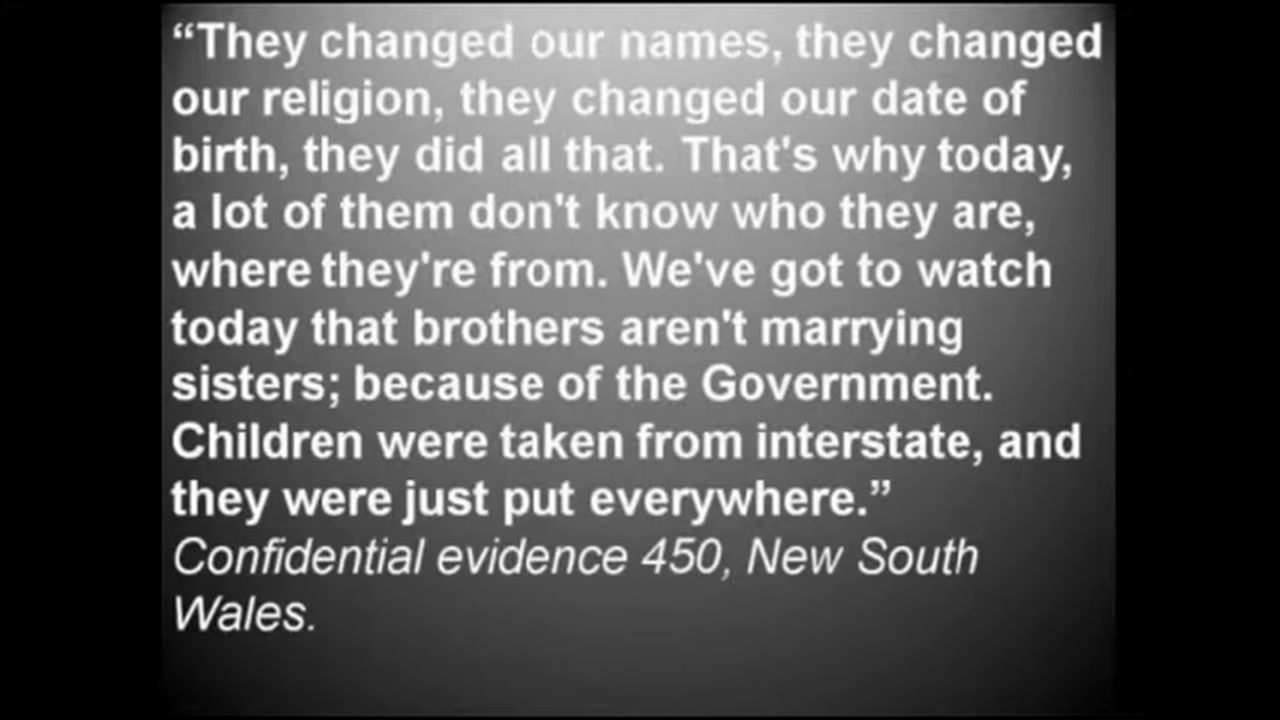 “They changed our names, they changed
our religion, they changed our date of
birth, they did all that. That's why today,
a lot of them don't know who they are,
where they're from. We've got to watch
today that brothers aren't marrying
sisters; because of the Government.
Children were taken from interstate, and
they were just put everywhere.”
Confidential evidence 450, New South
Wales.